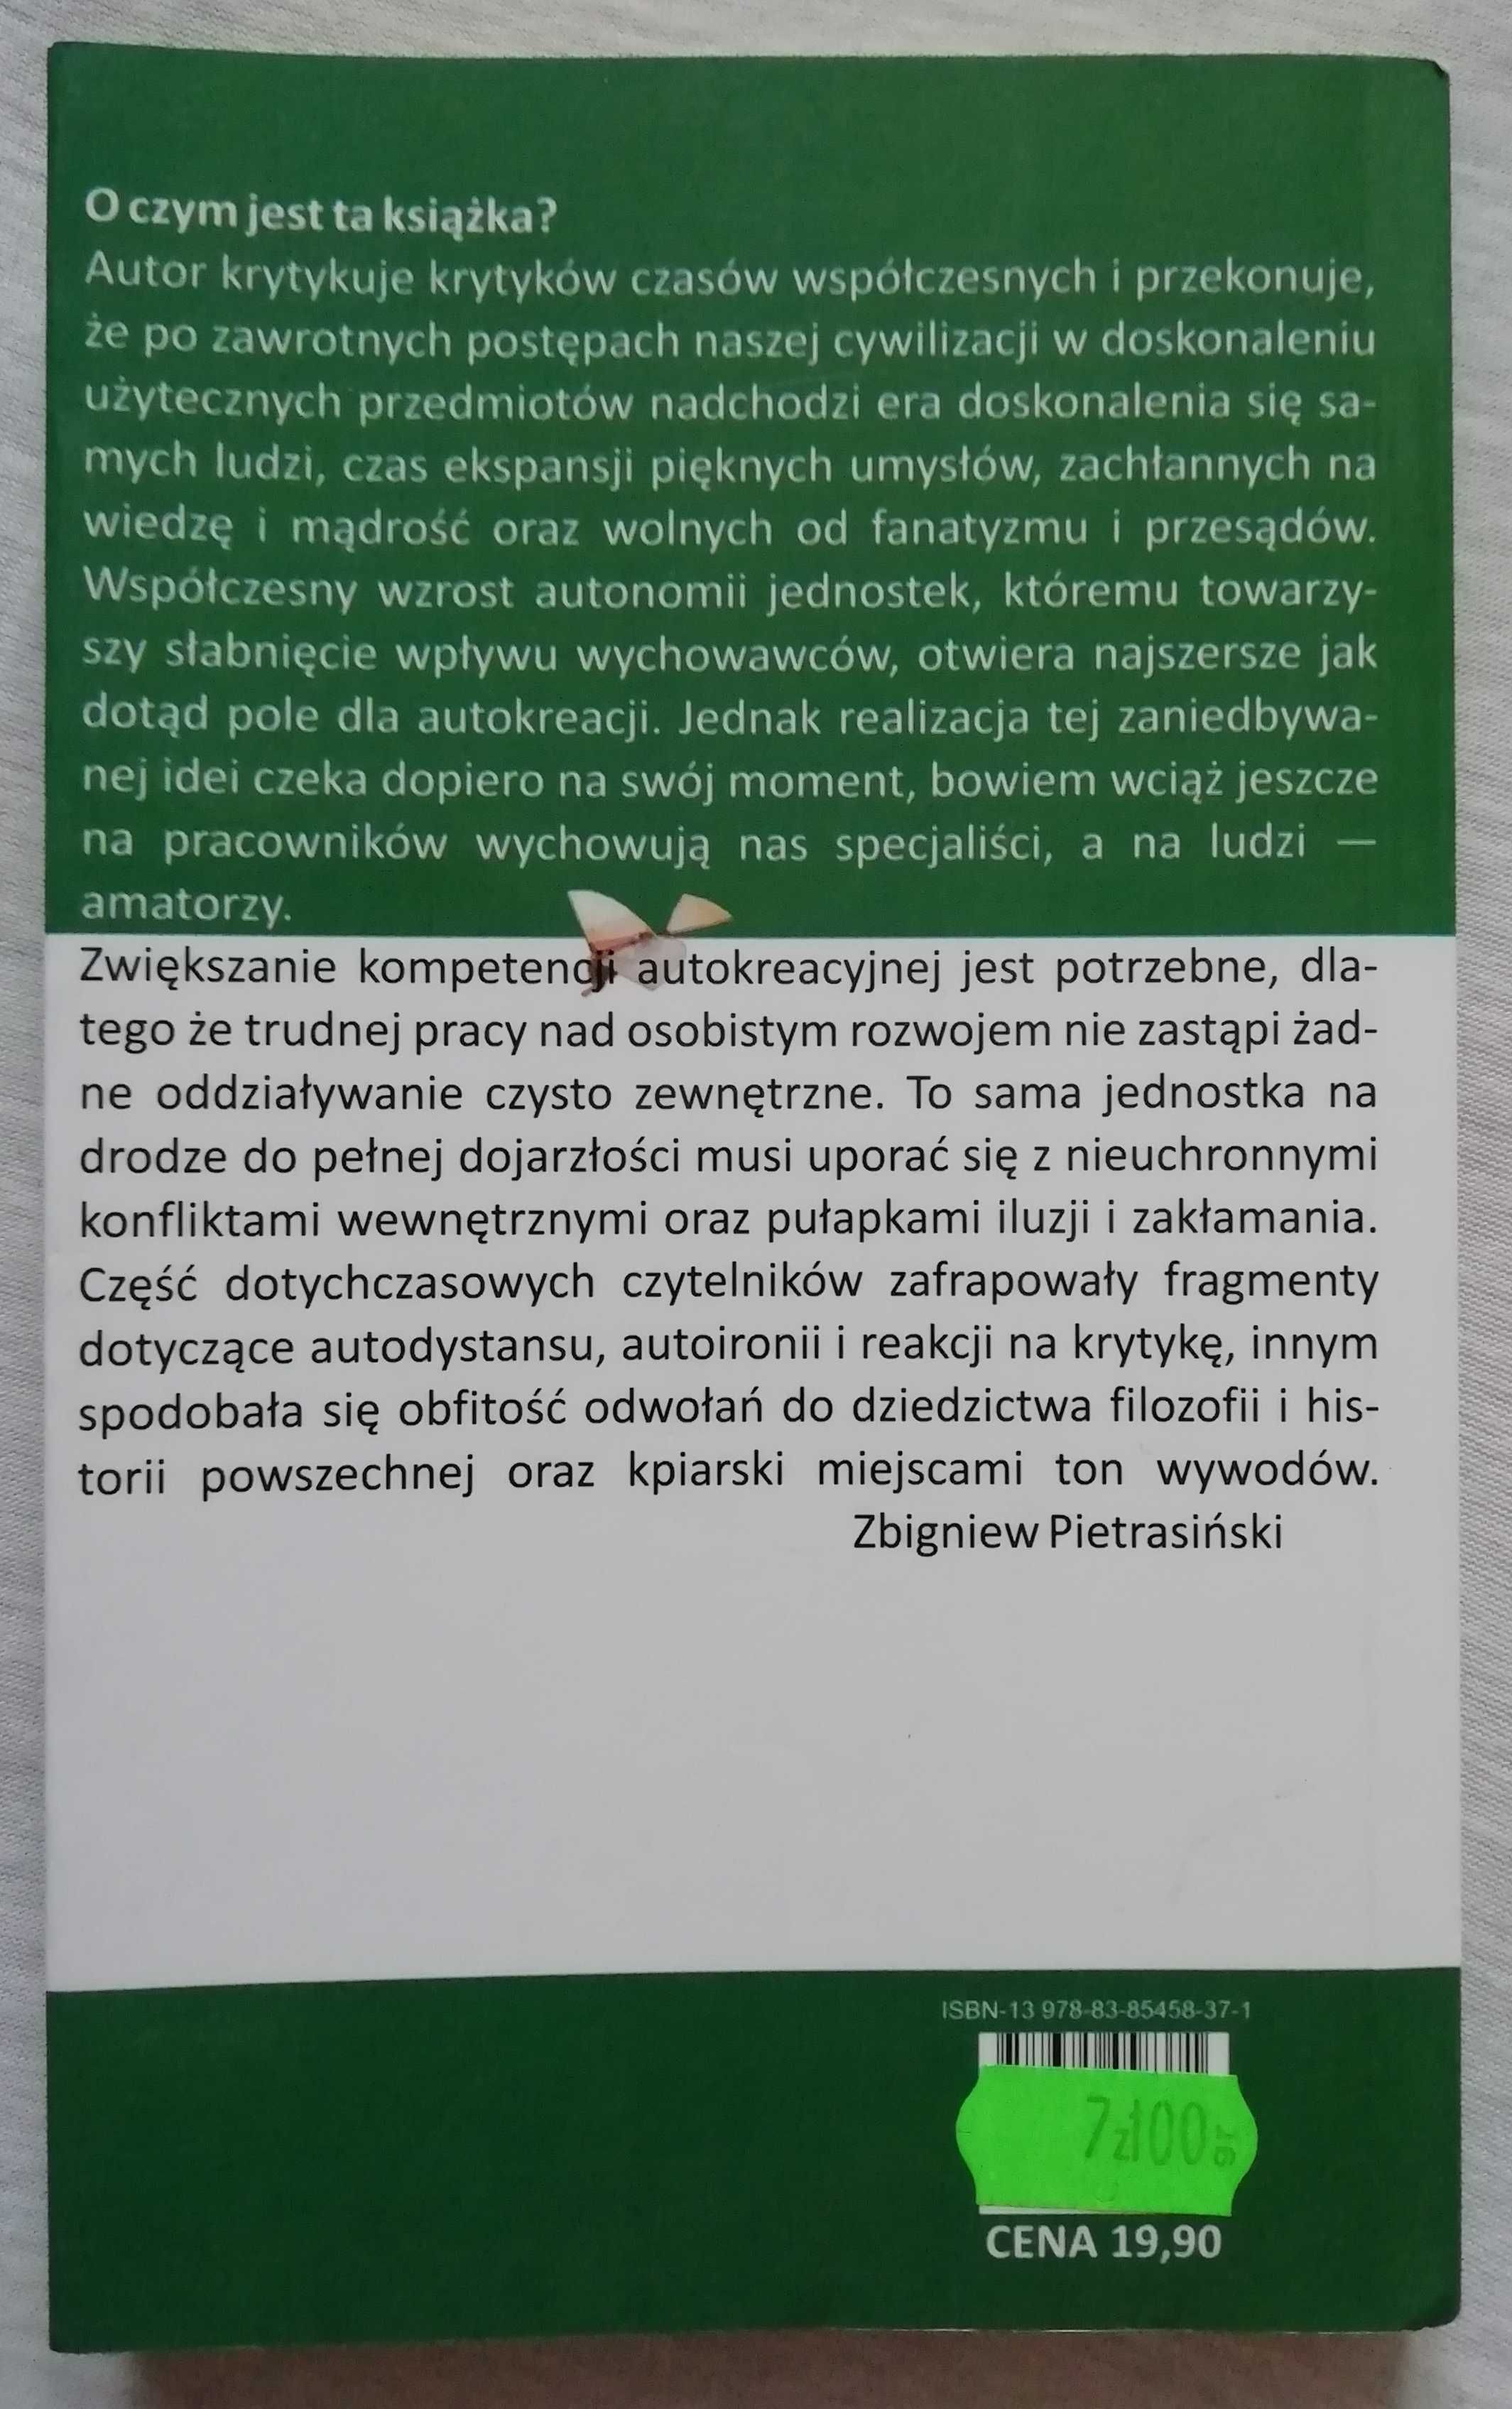 O czym jest ta książka?
Autor krytykuje krytyków czasów współczesnych i przekonuje,
że po zawrotnych postępach naszej cywilizacji w doskonaleniu
użytecznych przedmiotów nadchodzi era doskonalenia się sa-
mych ludzi, czas ekspansji pięknych umysłów, zachłannych na
wiedzę i mądrość oraz wolnych od fanatyzmu i przesądów.
Współczesny wzrost autonomii jednostek, któremu towarzy-
szy słabnięcie wpływu wychowawców, otwiera najszersze jak
dotąd pole dla autokreacji. Jednak realizacja tej zaniedbywa-
nej idei czeka dopiero na swój moment, bowiem wciąż jeszcze
na pracowników wychowują nas specjaliści, a na ludzi —
amatorzy.
Zwiększanie kompetencji autokreacyjnej jest potrzebne, dla-
tego że trudnej pracy nad osobistym rozwojem nie zastąpi żad-
ne oddziaływanie czysto zewnętrzne. To sama jednostka na
drodze do pełnej dojarzłości musi uporać się z nieuchronnymi
konfliktami wewnętrznymi oraz pułapkami iluzji i zakłamania.
Część dotychczasowych czytelników zafrapowały fragmenty
dotyczące autodystansu, autoironii i reakcji na krytykę, innym
spodobała się obfitość odwołań do dziedzictwa filozofii i his-
torii powszechnej oraz kpiarski miejscami ton wywodów.
Zbigniew Pietrasiński
ISBN-13 978-83-85458-37-1
7zł00gr
CENA 19,90